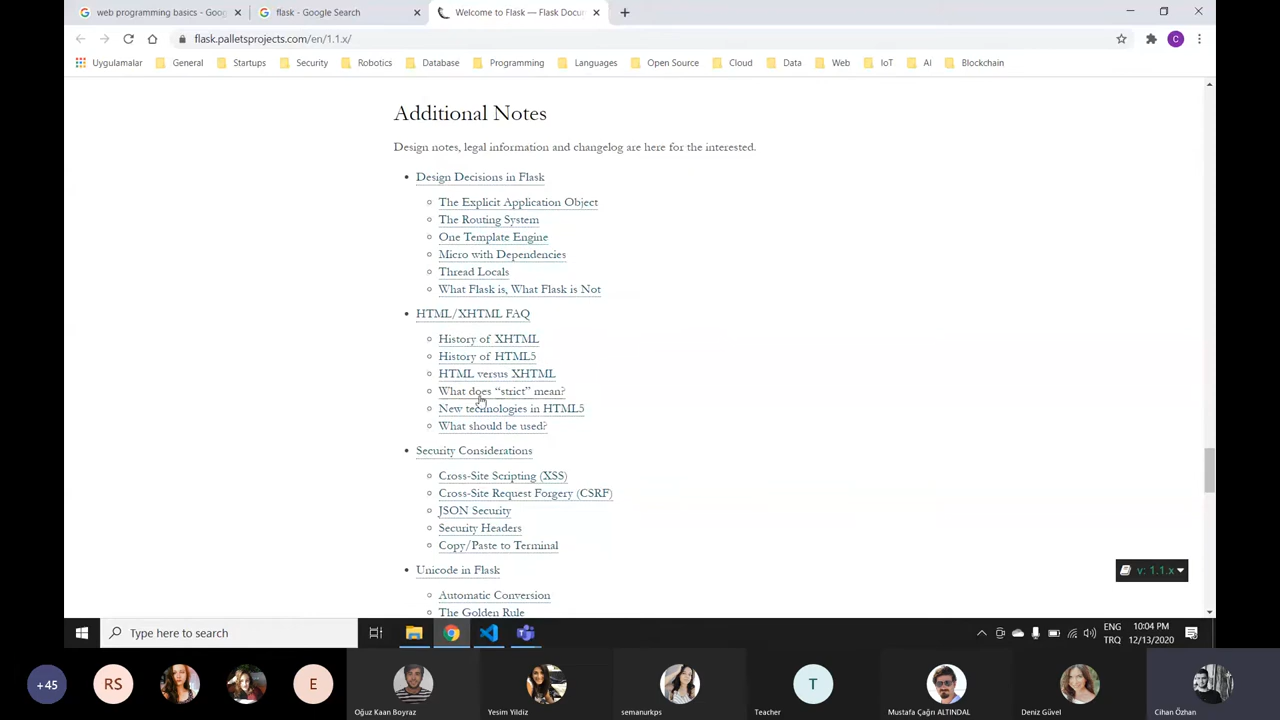 web programming basics - Goog
flask - Google Search
Welcome to Flask — Flask Docum
flask.palletsprojects.com/en/1.1.x/
C
Uygulamalar General Startups Security Robotics Database Programming Languages Open Source Cloud Data Web IoT AI Blockchain
Additional Notes
Design notes, legal information and changelog are here for the interested.
Design Decisions in Flask
The Explicit Application Object
The Routing System
One Template Engine
Micro with Dependencies
Thread Locals
What Flask is, What Flask is Not
HTML/XHTML FAQ
History of XHTML
History of HTML5
HTML versus XHTML
What does “strict” mean?
New technologies in HTML5
What should be used?
Security Considerations
Cross-Site Scripting (XSS)
Cross-Site Request Forgery (CSRF)
JSON Security
Security Headers
Copy/Paste to Terminal
Unicode in Flask
Automatic Conversion
The Golden Rule
v: 1.1.x
Type here to search
ENG
TRQ
10:04 PM
12/13/2020
+45
RS
E
T
Oğuz Kaan Boyraz
Yesim Yildiz
semanurkps
Teacher
Mustafa Çağrı ALTINDAL
Deniz Güvel
Cihan Özhan